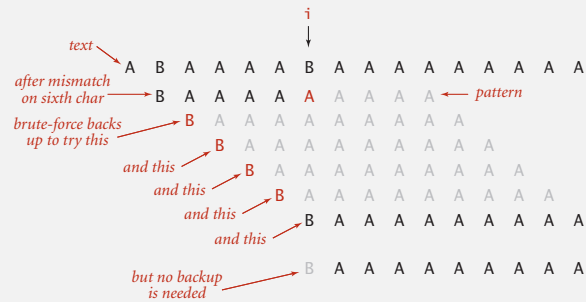 i
text
A B A A A A B A A A A A A A A A
after mismatch
on sixth char
B A A A A A A A A A
pattern
brute-force backs
up to try this
B A A A A A A A A A
and this
B A A A A A A A A A
and this
B A A A A A A A A A
and this
B A A A A A A A A A
and this
B A A A A A A A A A
but no backup
is needed
B A A A A A A A A A